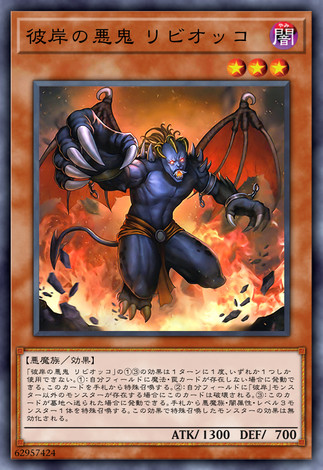 彼岸の悪鬼 リビオッコ
闇
やみ
【悪魔族／効果】
「彼岸の悪鬼 リビオッコ」の①③の効果は１ターンに１度、いずれか１つしか
使用できない。①：自分フィールドに魔法・罠カードが存在しない場合に発動で
きる。このカードを手札から特殊召喚する。②：自分フィールドに「彼岸」モンス
ター以外のモンスターが存在する場合にこのカードは破壊される。③：このカ
ードが墓地へ送られた場合に発動できる。手札から悪魔族・闇属性・レベル３モ
ンスター１体を特殊召喚する。この効果で特殊召喚したモンスターの効果は無
効化される。
ATK/ 1300 DEF/ 700
62957424